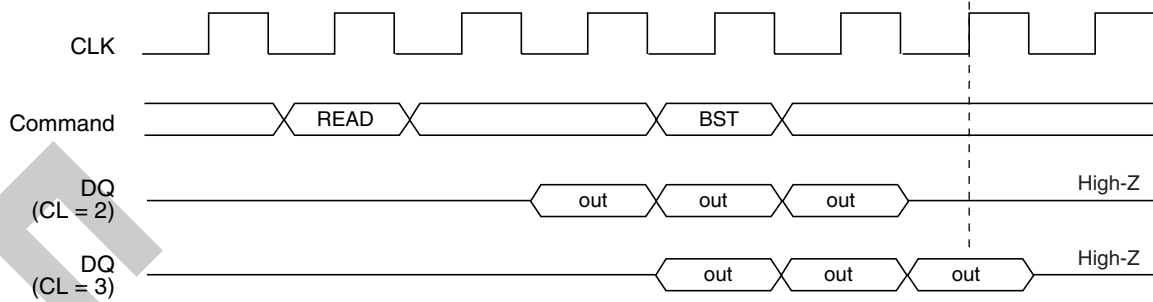 CLK
Command
READ
BST
DQ
(CL = 2)
out
out
out
High-Z
DQ
(CL = 3)
out
out
out
High-Z